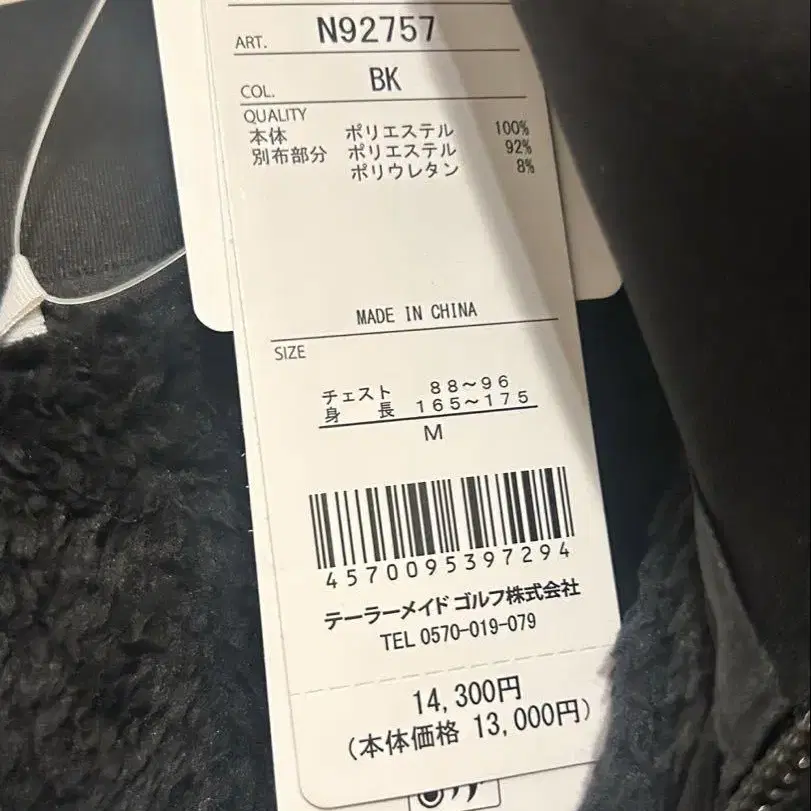 ART. N92757
COL. BK
QUALITY
本体 ポリエステル 100%
別布部分 ポリエステル 92%
ポリウレタン 8%
MADE IN CHINA
SIZE
チェスト 88~96
身長 165~175
M
4570095397294
テーラーメイド ゴルフ株式会社
TEL 0570-019-079
14,300円
(本体価格 13,000円)